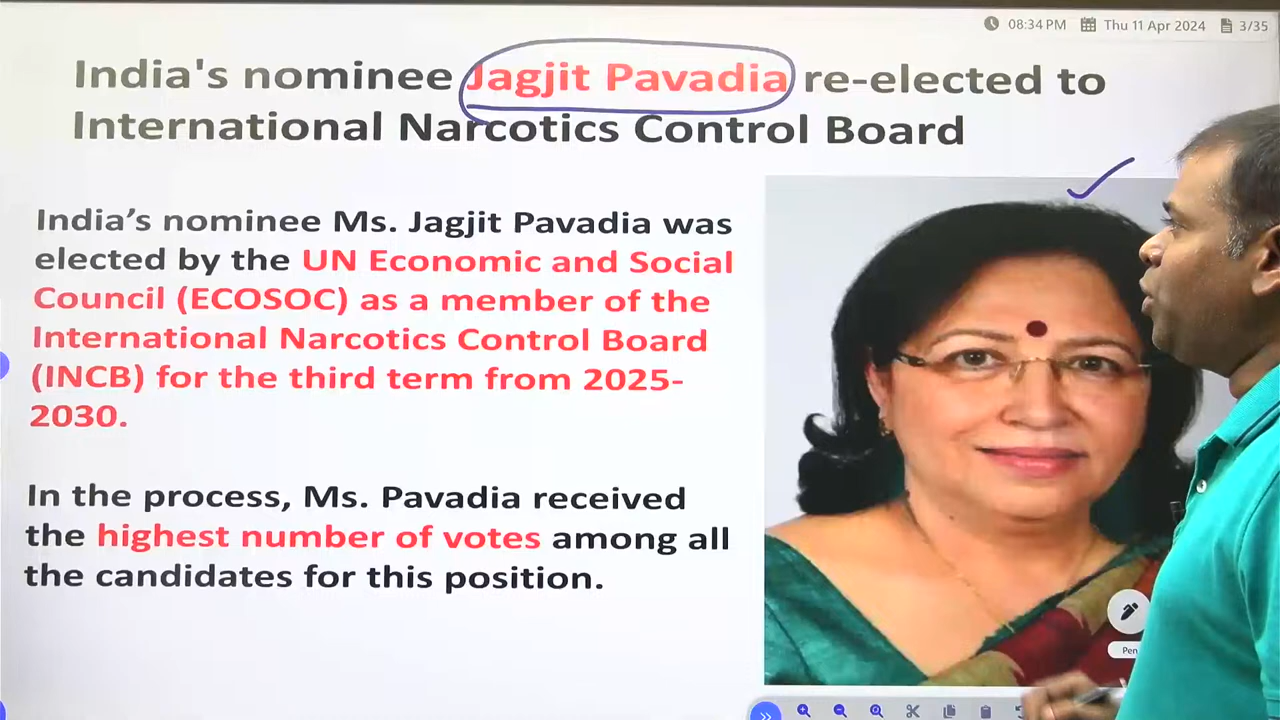 08:34 PM Thu 11 Apr 2024 3/35
India's nominee Jagjit Pavadia re-elected to
International Narcotics Control Board
India’s nominee Ms. Jagjit Pavadia was
elected by the UN Economic and Social
Council (ECOSOC) as a member of the
International Narcotics Control Board
(INCB) for the third term from 2025-
2030.
In the process, Ms. Pavadia received
the highest number of votes among all
the candidates for this position.
Pen